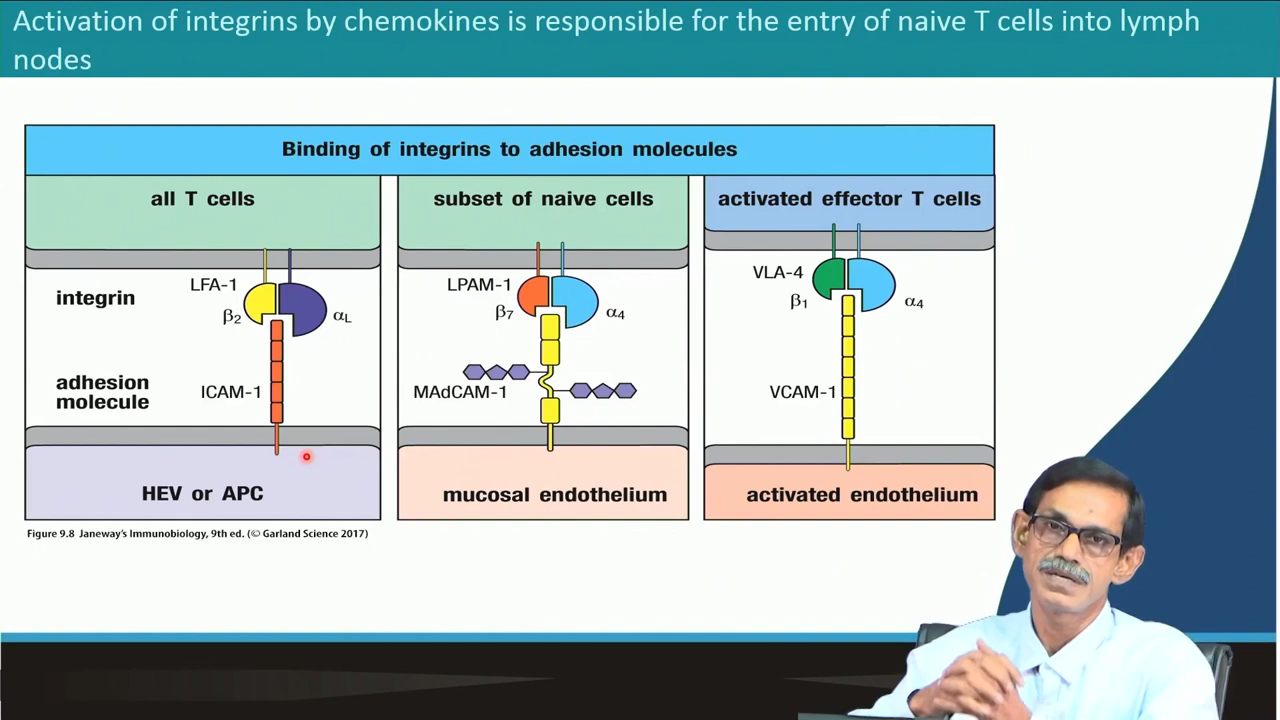 Activation of integrins by chemokines is responsible for the entry of naive T cells into lymph
nodes
Binding of integrins to adhesion molecules
all T cells
subset of naive cells
activated effector T cells
integrin
LFA-1
β₂
αL
LPAM-1
β₇
α₄
VLA-4
β₁
α₄
adhesion
molecule
ICAM-1
MAdCAM-1
VCAM-1
HEV or APC
mucosal endothelium
activated endothelium
Figure 9.8 Janeway's Immunobiology, 9th ed. (© Garland Science 2017)